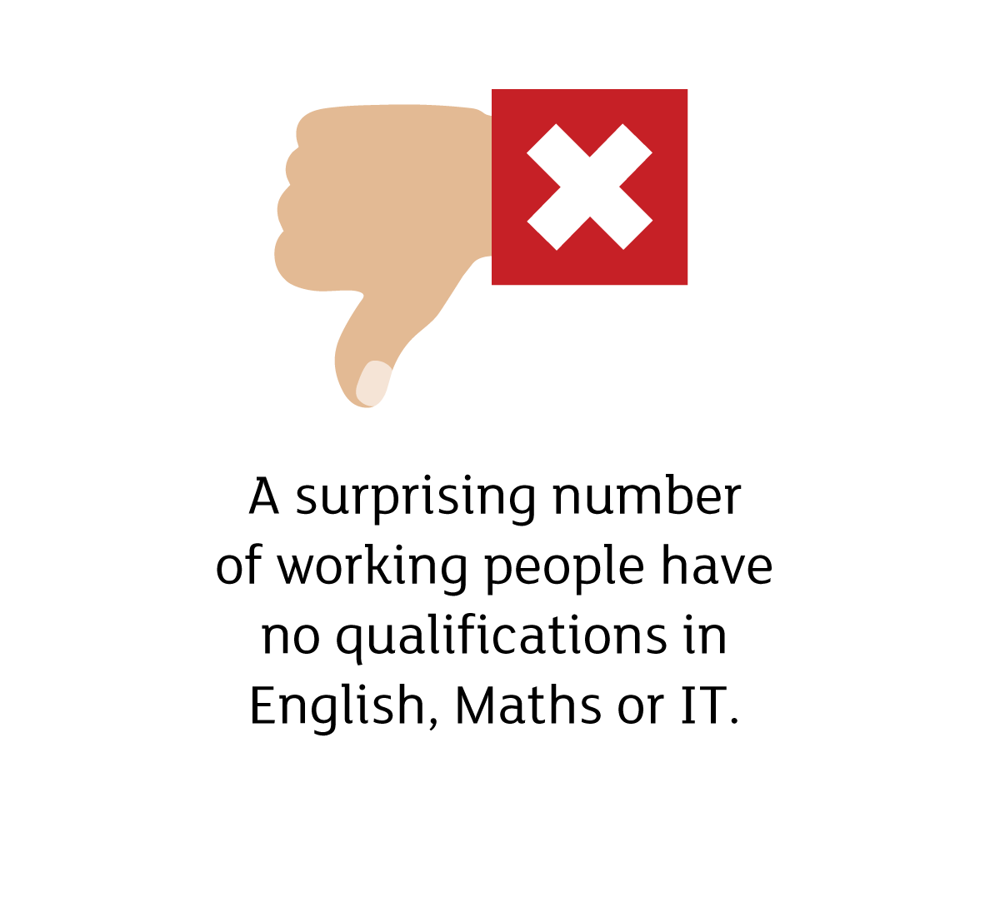 A surprising number
of working people have
no qualifications in
English, Maths or IT.